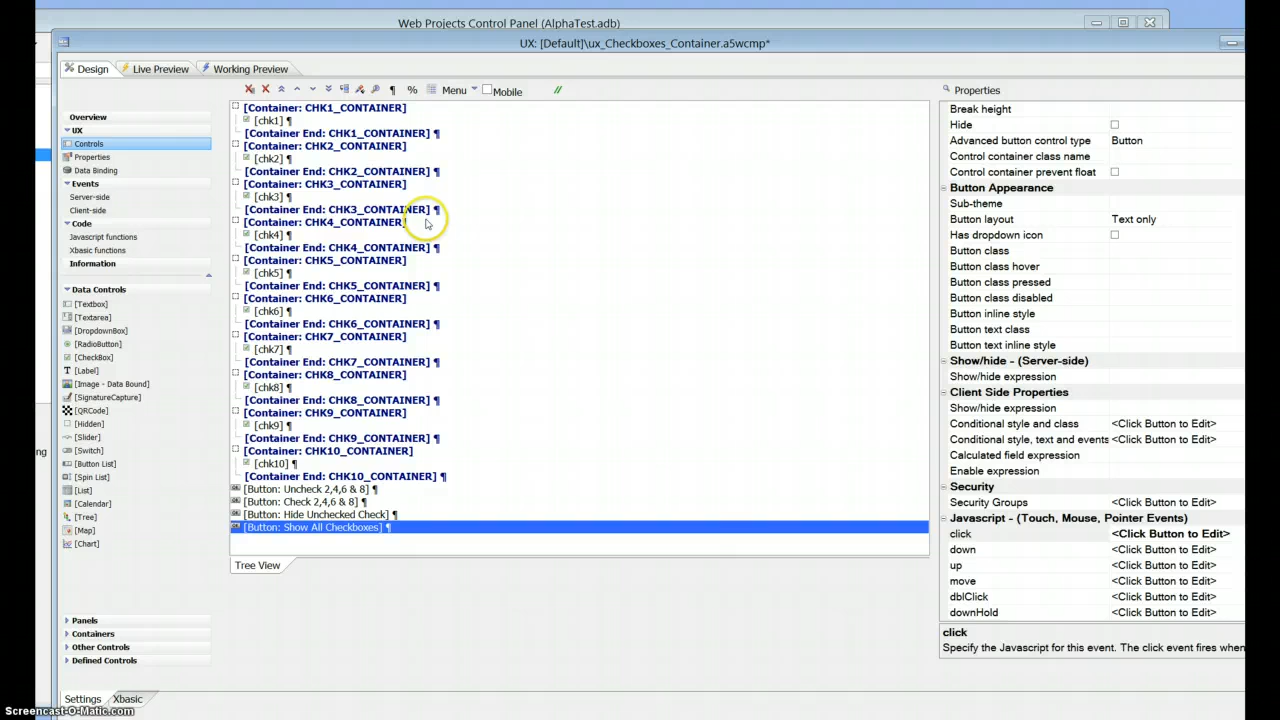 Web Projects Control Panel (AlphaTest.adb)
UX: [Default]\ux_Checkboxes_Container.a5wcmp*
Design
Live Preview
Working Preview
Menu
Mobile
Properties
Overview
UX
Controls
Properties
Data Binding
Events
Server-side
Client-side
Code
Javascript functions
Xbasic functions
Information
Data Controls
[Textbox]
[Textarea]
[DropdownBox]
[RadioButton]
[CheckBox]
[Label]
[Image - Data Bound]
[SignatureCapture]
[QRCode]
[Hidden]
[Slider]
[Switch]
[Button List]
[Spin List]
[List]
[Calendar]
[Tree]
[Map]
[Chart]
Panels
Containers
Other Controls
Defined Controls
[Container: CHK1_CONTAINER]
[chk1] ¶
[Container End: CHK1_CONTAINER] ¶
[Container: CHK2_CONTAINER]
[chk2] ¶
[Container End: CHK2_CONTAINER] ¶
[Container: CHK3_CONTAINER]
[chk3] ¶
[Container End: CHK3_CONTAINER] ¶
[Container: CHK4_CONTAINER]
[chk4] ¶
[Container End: CHK4_CONTAINER] ¶
[Container: CHK5_CONTAINER]
[chk5] ¶
[Container End: CHK5_CONTAINER] ¶
[Container: CHK6_CONTAINER]
[chk6] ¶
[Container End: CHK6_CONTAINER] ¶
[Container: CHK7_CONTAINER]
[chk7] ¶
[Container End: CHK7_CONTAINER] ¶
[Container: CHK8_CONTAINER]
[chk8] ¶
[Container End: CHK8_CONTAINER] ¶
[Container: CHK9_CONTAINER]
[chk9] ¶
[Container End: CHK9_CONTAINER] ¶
[Container: CHK10_CONTAINER]
[chk10] ¶
[Container End: CHK10_CONTAINER] ¶
[Button: Uncheck 2,4,6 & 8] ¶
[Button: Check 2,4,6 & 8] ¶
[Button: Hide Unchecked Check] ¶
[Button: Show All Checkboxes] ¶
Tree View
Break height
Hide
Advanced button control type Button
Control container class name
Control container prevent float
Button Appearance
Sub-theme
Button layout Text only
Has dropdown icon
Button class
Button class hover
Button class pressed
Button class disabled
Button inline style
Button text class
Button text inline style
Show/hide - (Server-side)
Show/hide expression
Client Side Properties
Show/hide expression
Conditional style and class <Click Button to Edit>
Conditional style, text and events <Click Button to Edit>
Calculated field expression
Enable expression
Security
Security Groups <Click Button to Edit>
Javascript - (Touch, Mouse, Pointer Events)
click <Click Button to Edit>
down <Click Button to Edit>
up <Click Button to Edit>
move <Click Button to Edit>
dblClick <Click Button to Edit>
downHold <Click Button to Edit>
click
Specify the Javascript for this event. The click event fires when
ng
Settings
Xbasic
Screencast-O-Matic.com